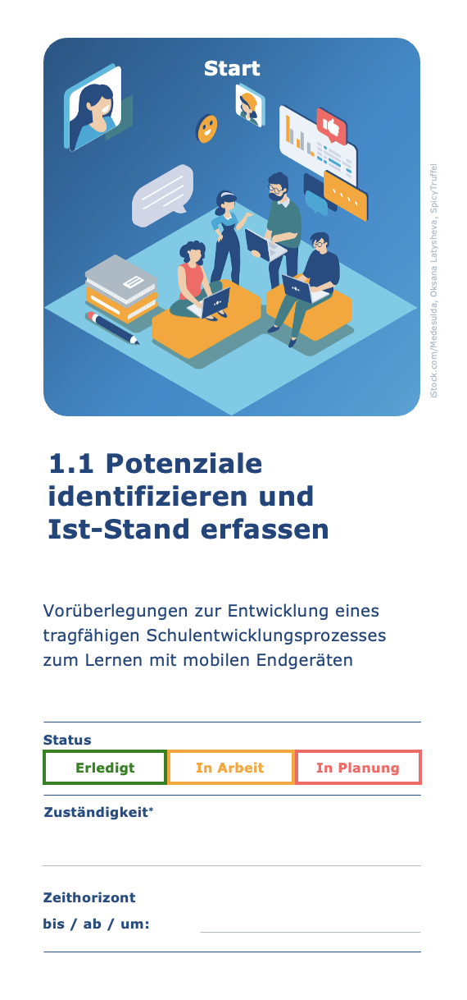 Start
iStock.com/Medesulda, Oksana Latysheva, SpicyTruffel
1.1 Potenziale
identifizieren und
Ist-Stand erfassen
Vorüberlegungen zur Entwicklung eines
tragfähigen Schulentwicklungsprozesses
zum Lernen mit mobilen Endgeräten
Status
Erledigt In Arbeit In Planung
Zuständigkeit*
Zeithorizont
bis / ab / um: